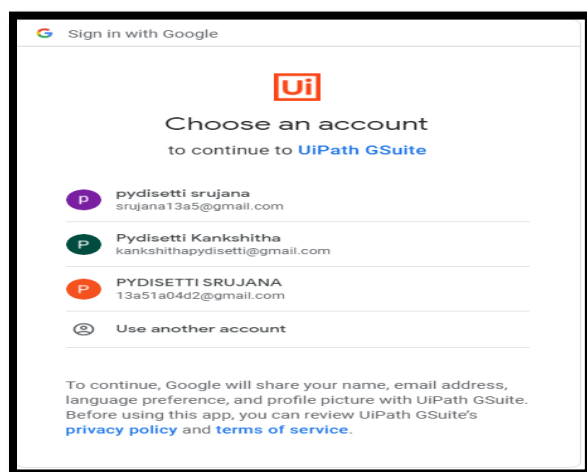 G Sign in with Google
Ui
Choose an account
to continue to UiPath GSuite
p pydisetti srujana
srujana13a5@gmail.com
P Pydisetti Kankshitha
kankshithapydisetti@gmail.com
P PYDISETTI SRUJANA
13a51a04d2@gmail.com
Use another account
To continue, Google will share your name, email address,
language preference, and profile picture with UiPath GSuite.
Before using this app, you can review UiPath GSuite's
privacy policy and terms of service.